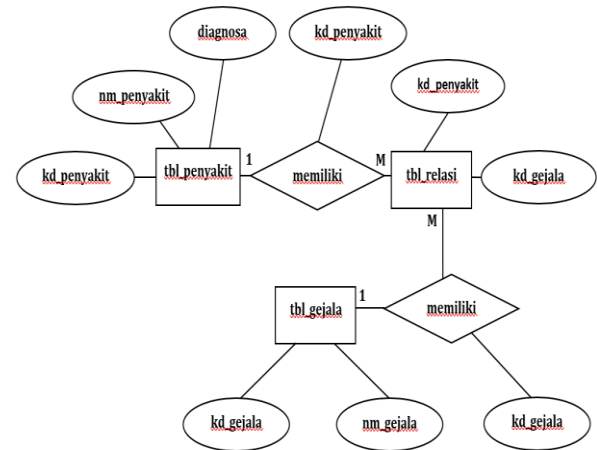 diagnosa
kd_penyakit
kd_penyakit
nm_penyakit
kd_penyakit
tbl_penyakit
1
memiliki
M
tbl_relasi
kd_gejala
M
tbl_gejala
1
memiliki
kd_gejala
nm_gejala
kd_gejala